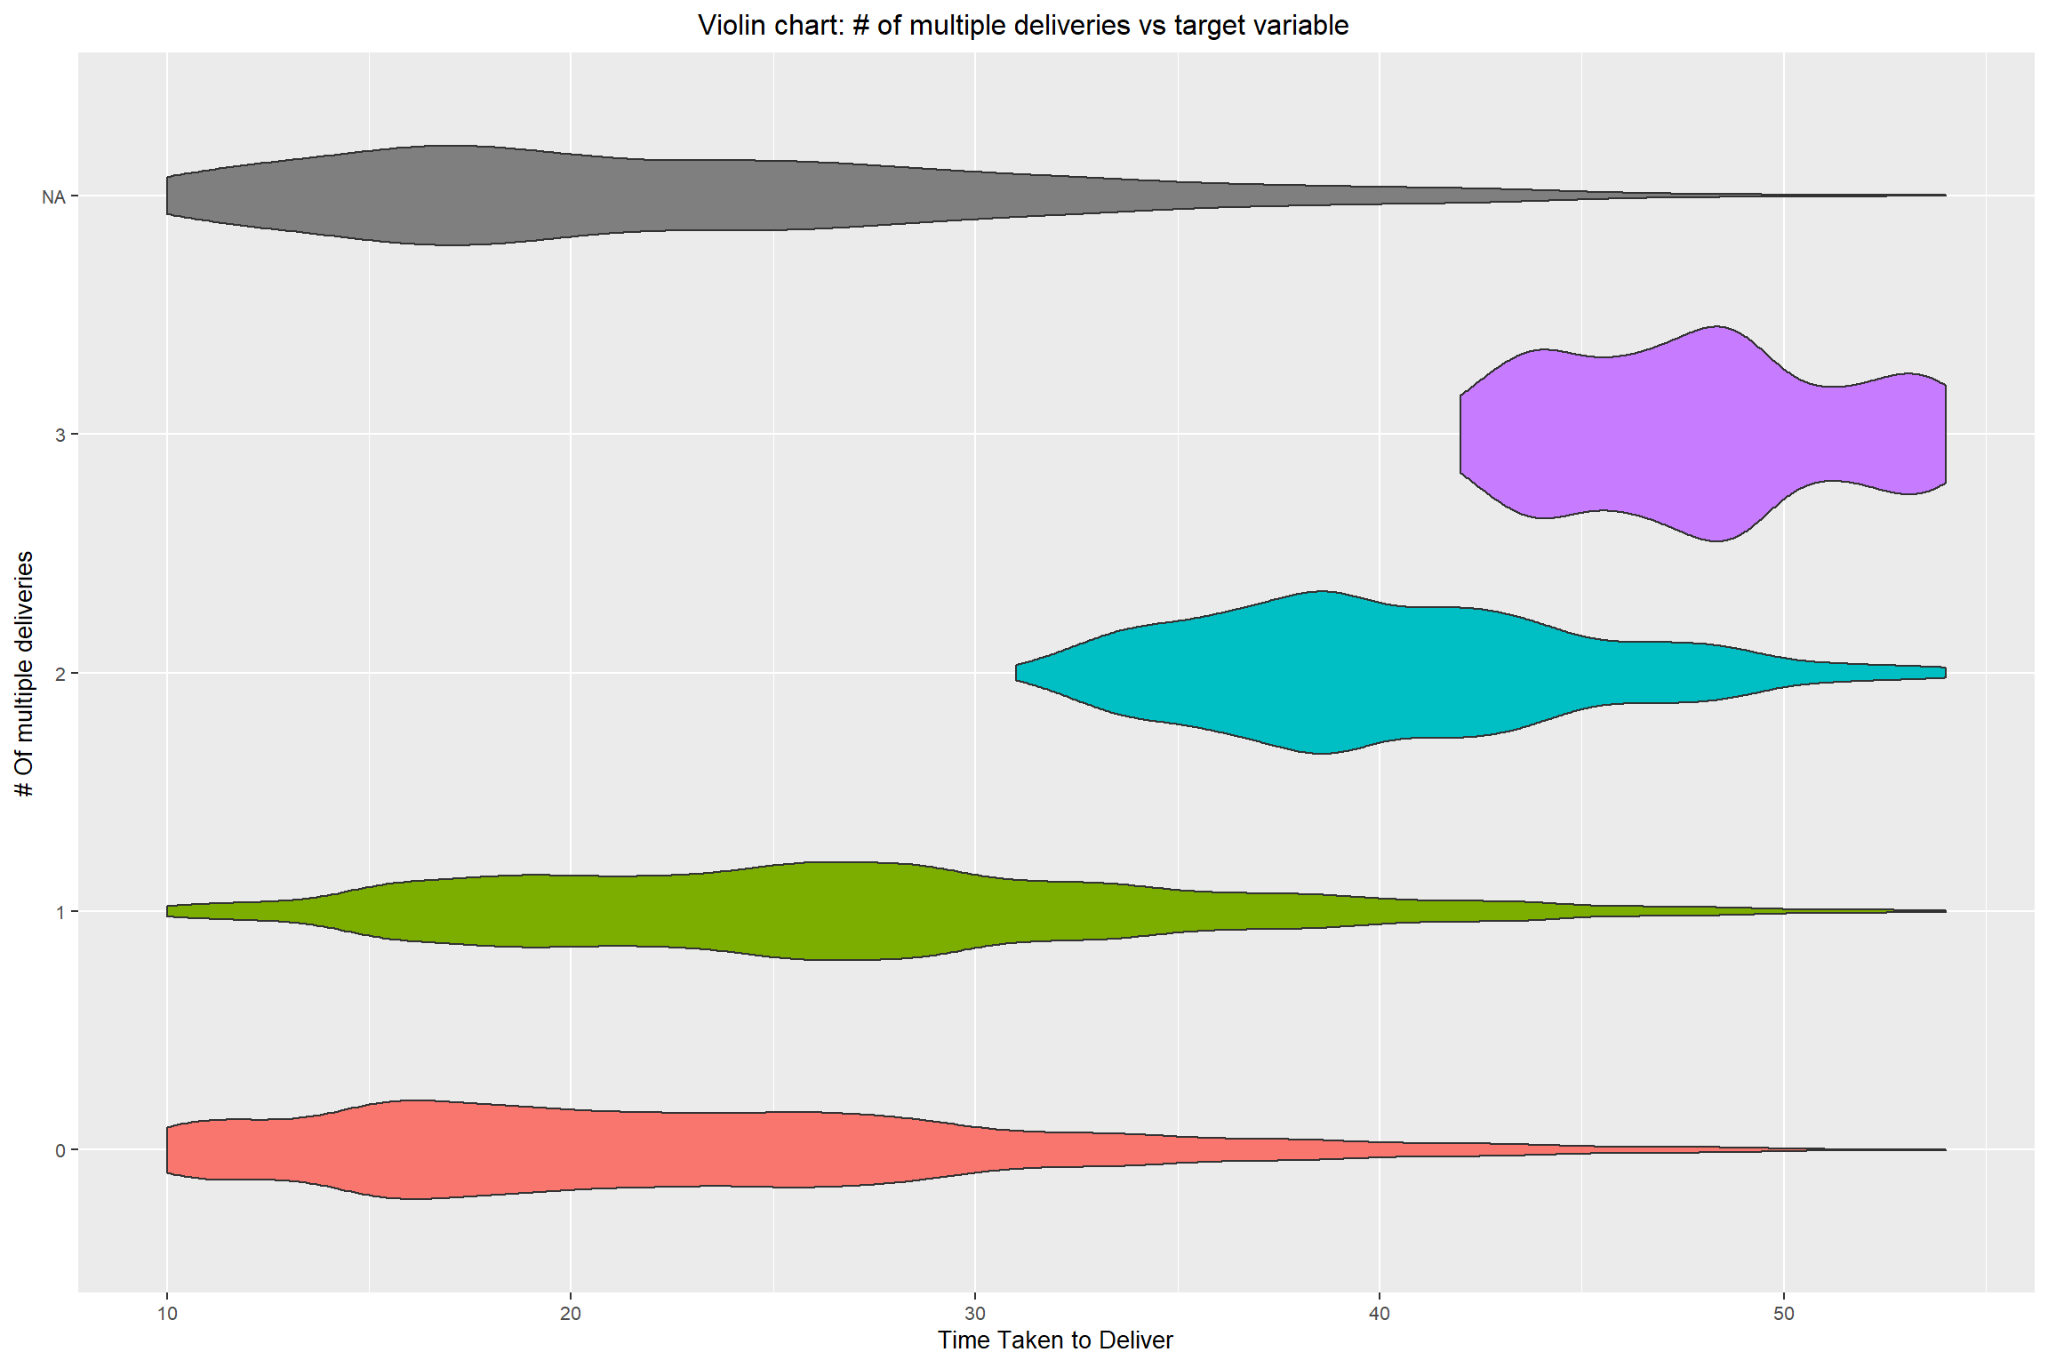 Violin chart: # of multiple deliveries vs target variable
NA
3
2
1
0
# Of multiple deliveries
10 20 30 40 50
Time Taken to Deliver